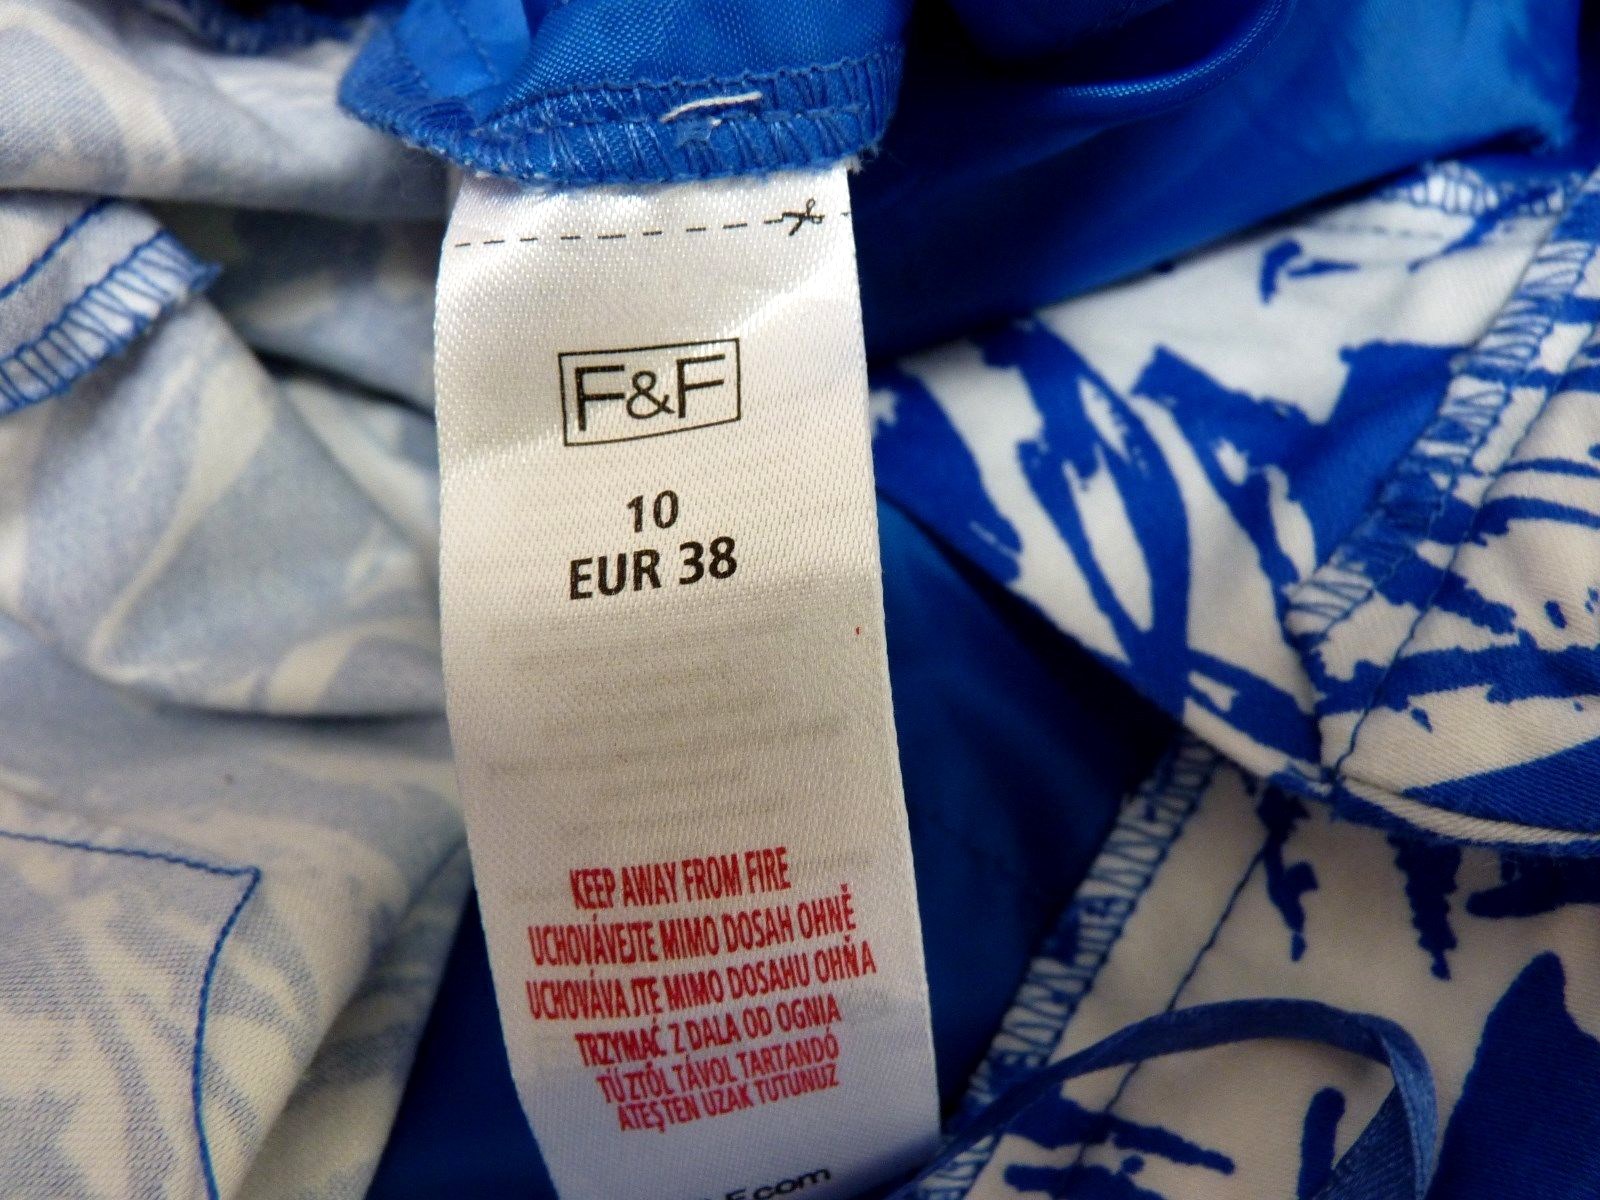 F&F
10
EUR 38
KEEP AWAY FROM FIRE
UCHOVÁVEJTE MIMO DOSAH OHNĚ
UCHOVÁVAJTE MIMO DOSAHU OHŇA
TRZYMAĆ Z DALA OD OGNIA
TŰZTŐL TÁVOL TARTANDÓ
ATEŞTEN UZAK TUTUNUZ
F.com